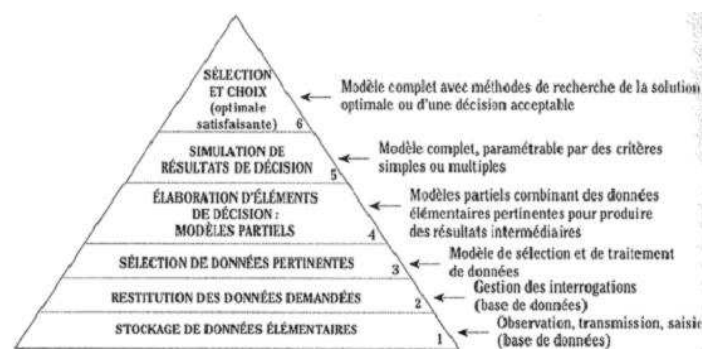 SÉLECTION
ET CHOIX
(optimale
satisfaisante) 6
Modèle complet avec méthodes de recherche de la solution
optimale ou d'une décision acceptable
SIMULATION DE
RÉSULTATS DE DÉCISION 5
Modèle complet, paramétrable par des critères
simples ou multiples
ÉLABORATION D'ÉLÉMENTS
DE DÉCISION :
MODÈLES PARTIELS 4
Modèles partiels combinant des données
élémentaires pertinentes pour produire
des résultats intermédiaires
SÉLECTION DE DONNÉES PERTINENTES 3
Modèle de sélection et de traitement
de données
RESTITUTION DES DONNÉES DEMANDÉES 2
Gestion des interrogations
(base de données)
STOCKAGE DE DONNÉES ÉLÉMENTAIRES 1
Observation, transmission, saisie
(base de données)